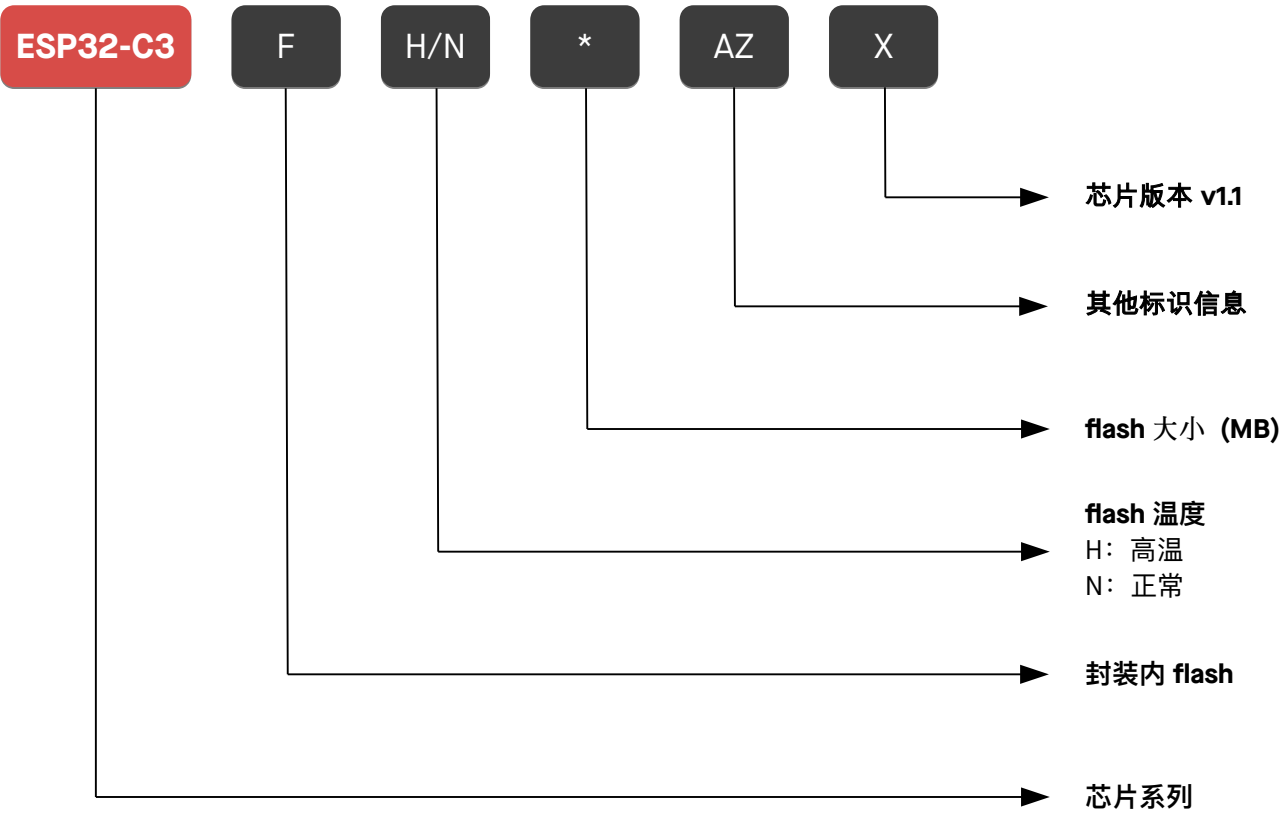 ESP32-C3 F H/N * AZ X
芯片版本 v1.1
其他标识信息
flash 大小 (MB)
flash 温度
H：高温
N：正常
封装内 flash
芯片系列